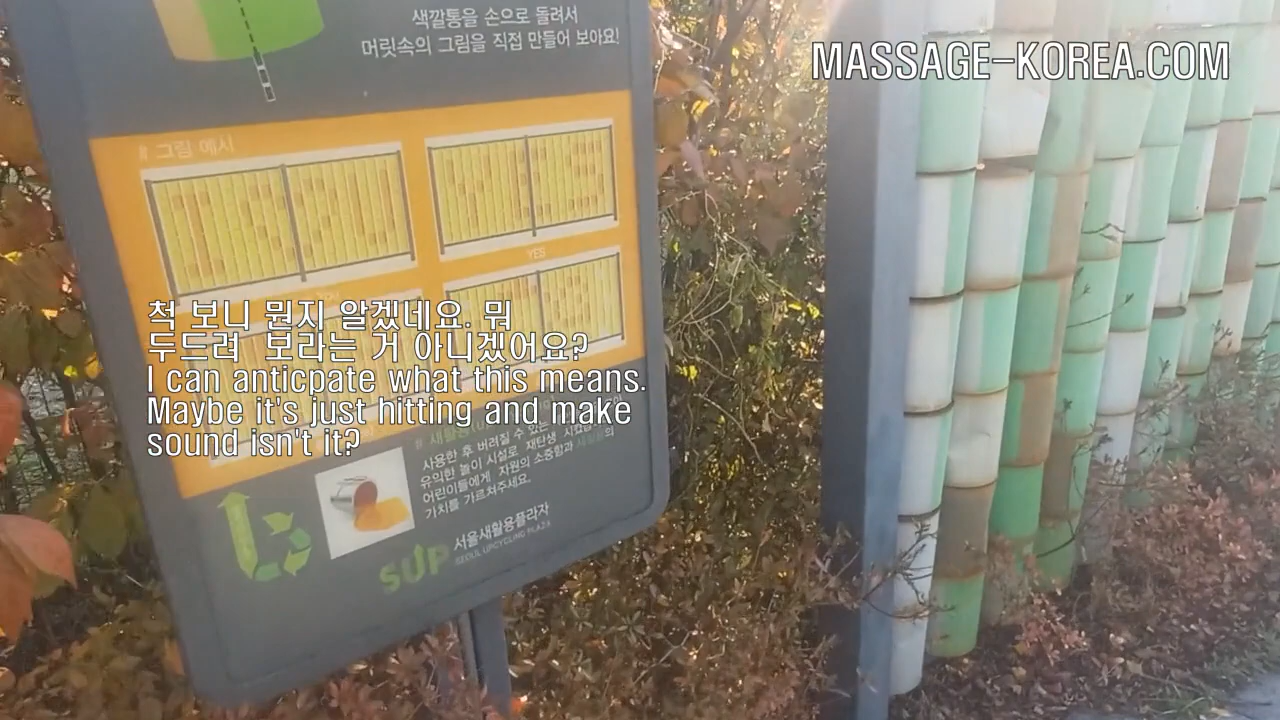 색깔통을 손으로 돌려서
머릿속의 그림을 직접 만들어 보아요!
MASSAGE-KOREA.COM
# 그림 예시
YES
척 보니 뭔지 알겠네요. 뭐
두드려 보라는 거 아니겠어요?
I can anticpate what this means.
Maybe it's just hitting and make
sound isn't it?
사용한 후 버려질 수 있는
유익한 놀이 시설로 재탄생
어린이들에게 자원의 소중함과 새활용의
가치를 가르쳐주세요.
SUP 서울새활용플라자
SEOUL UPCYCLING PLAZA